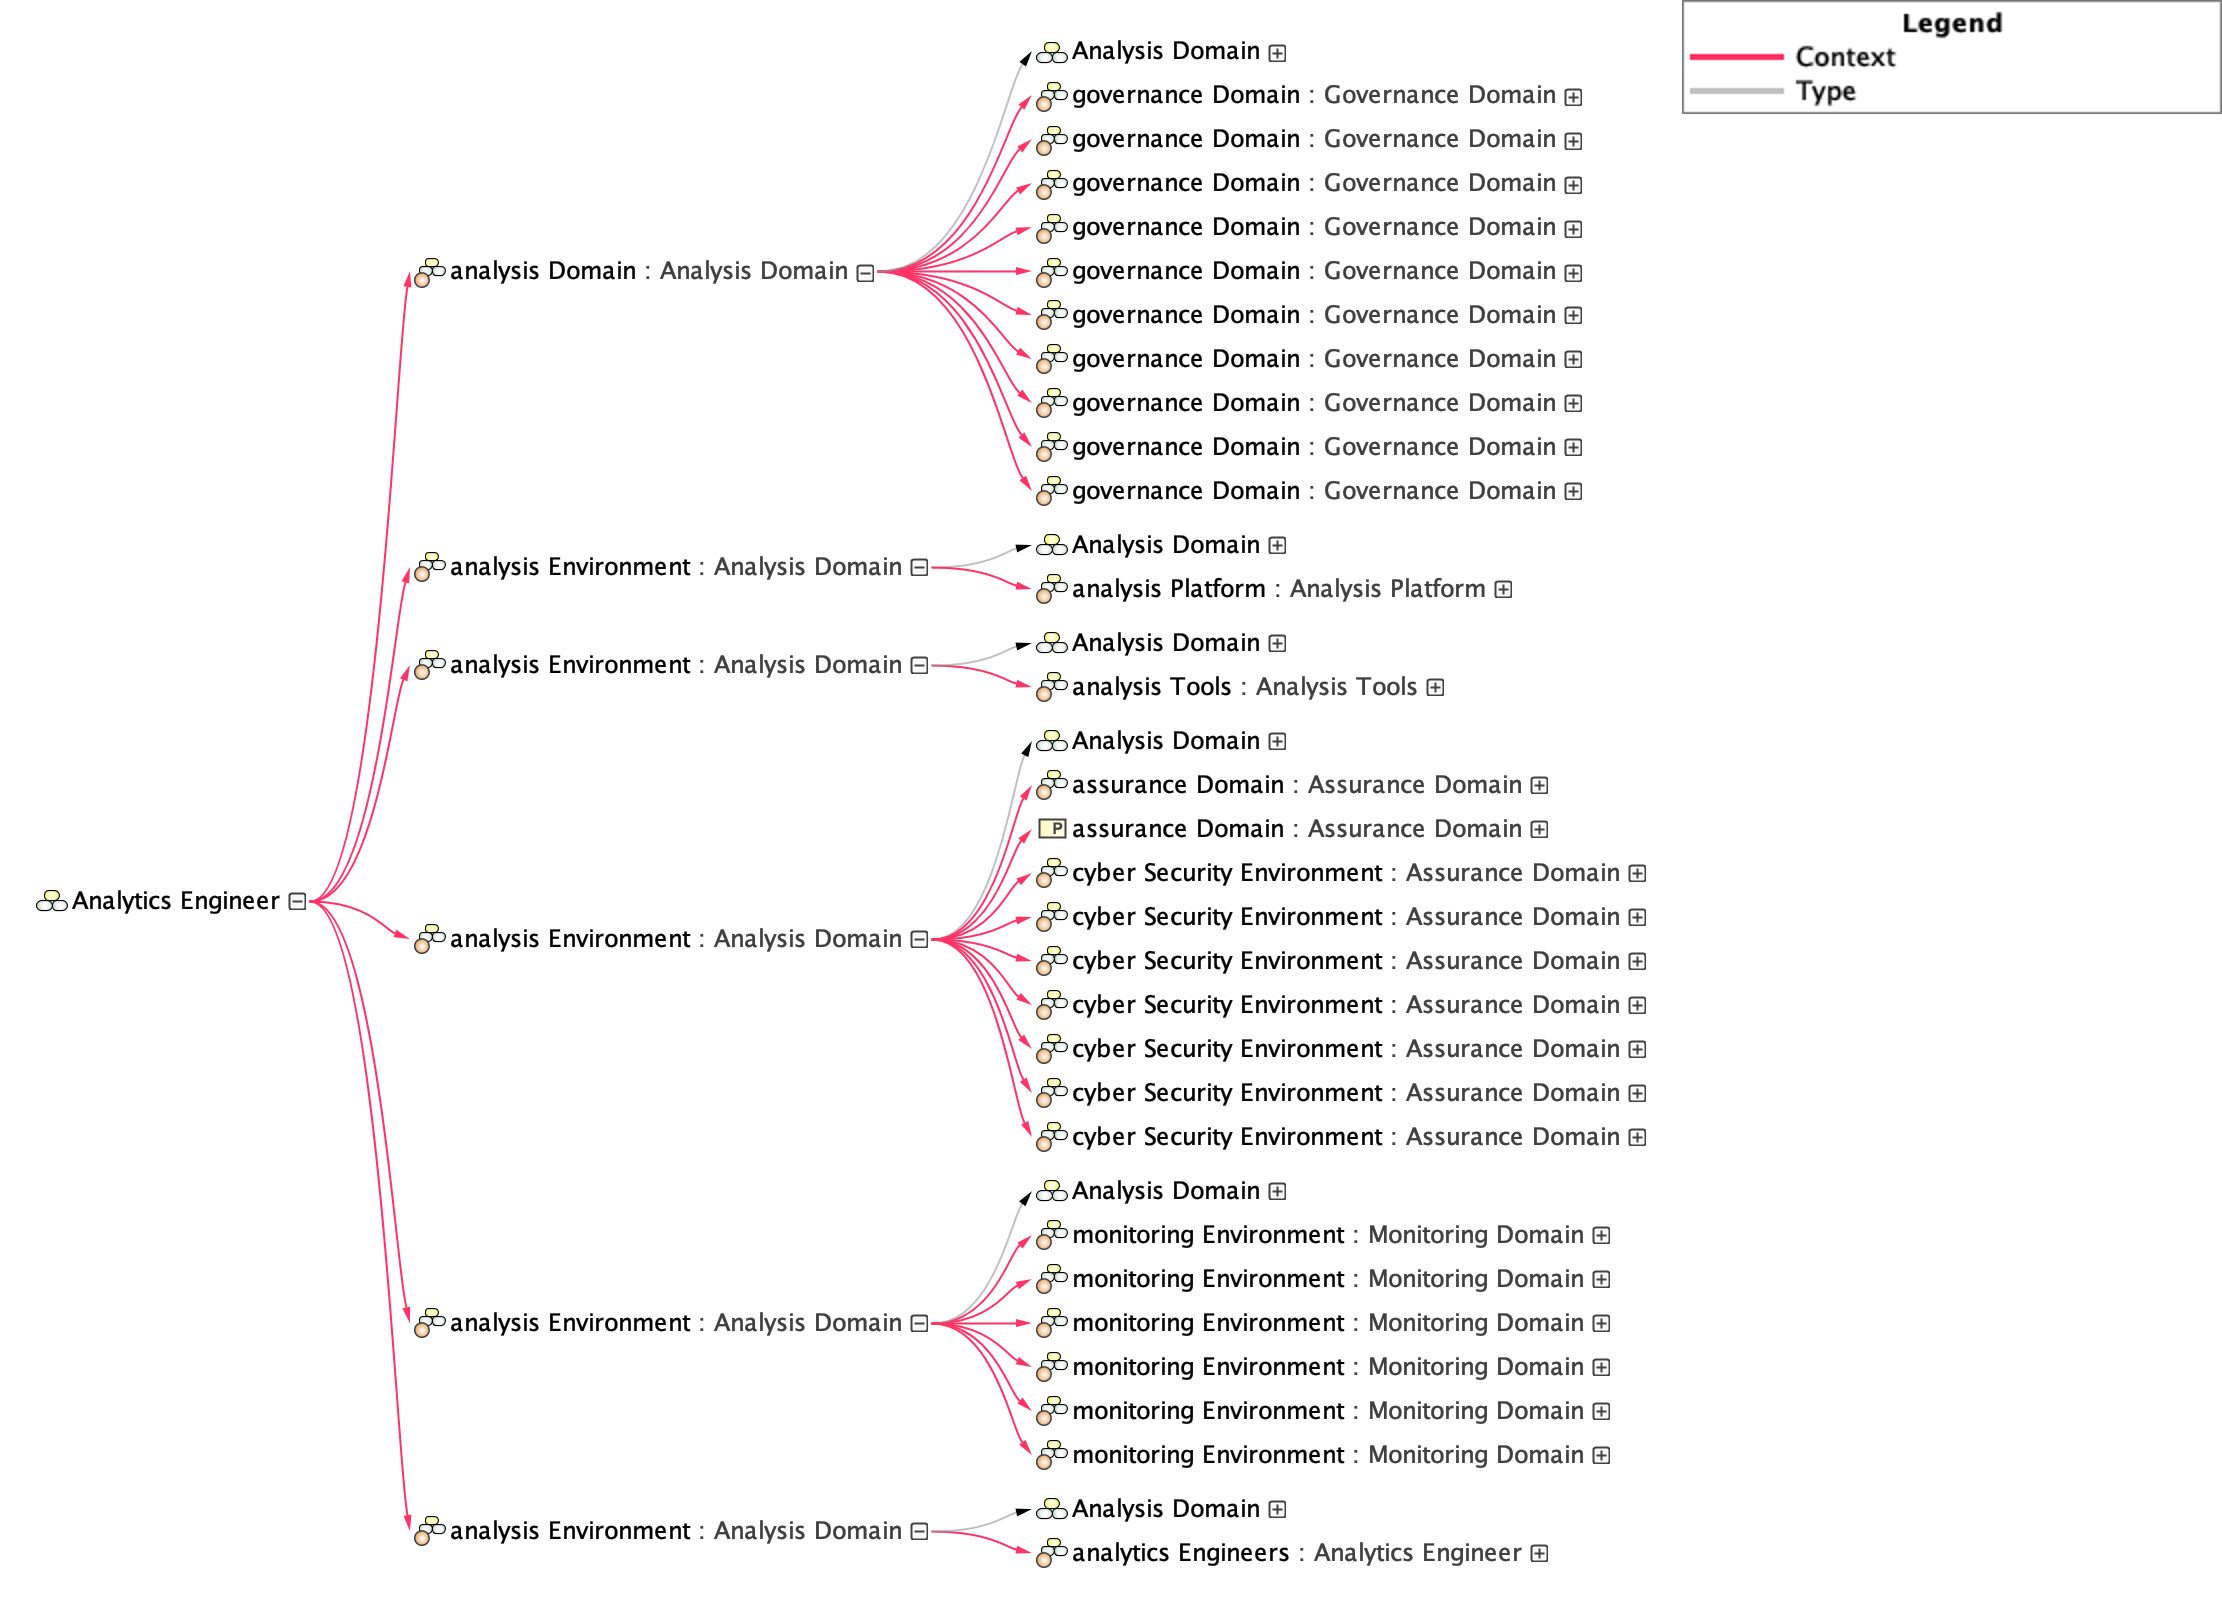 Legend
Context
Type
Analysis Domain
governance Domain : Governance Domain
governance Domain : Governance Domain
governance Domain : Governance Domain
governance Domain : Governance Domain
analysis Domain : Analysis Domain
governance Domain : Governance Domain
governance Domain : Governance Domain
governance Domain : Governance Domain
governance Domain : Governance Domain
governance Domain : Governance Domain
governance Domain : Governance Domain
Analysis Domain
analysis Environment : Analysis Domain
analysis Platform : Analysis Platform
Analysis Domain
analysis Environment : Analysis Domain
analysis Tools : Analysis Tools
Analysis Domain
assurance Domain : Assurance Domain
P
assurance Domain : Assurance Domain
cyber Security Environment : Assurance Domain
Analytics Engineer
cyber Security Environment : Assurance Domain
analysis Environment : Analysis Domain
cyber Security Environment : Assurance Domain
cyber Security Environment : Assurance Domain
cyber Security Environment : Assurance Domain
cyber Security Environment : Assurance Domain
cyber Security Environment : Assurance Domain
Analysis Domain
monitoring Environment : Monitoring Domain
monitoring Environment : Monitoring Domain
analysis Environment : Analysis Domain
monitoring Environment : Monitoring Domain
monitoring Environment : Monitoring Domain
monitoring Environment : Monitoring Domain
monitoring Environment : Monitoring Domain
Analysis Domain
analysis Environment : Analysis Domain
analytics Engineers : Analytics Engineer